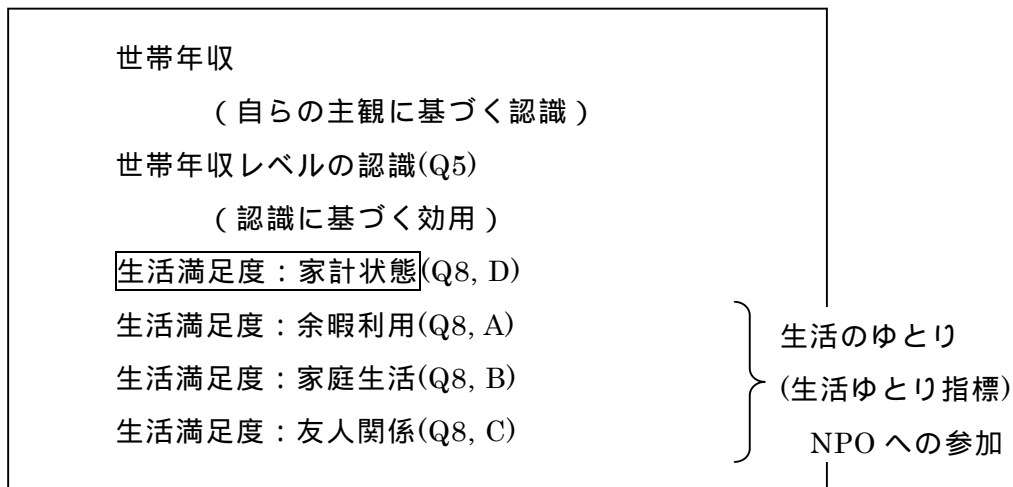 世帯年収
(自らの主観に基づく認識)
世帯年収レベルの認識(Q5)
(認識に基づく効用)
生活満足度：家計状態(Q8, D)
生活満足度：余暇利用(Q8, A)
生活満足度：家庭生活(Q8, B)
生活満足度：友人関係(Q8, C)
生活のゆとり
(生活ゆとり指標)
NPO への参加